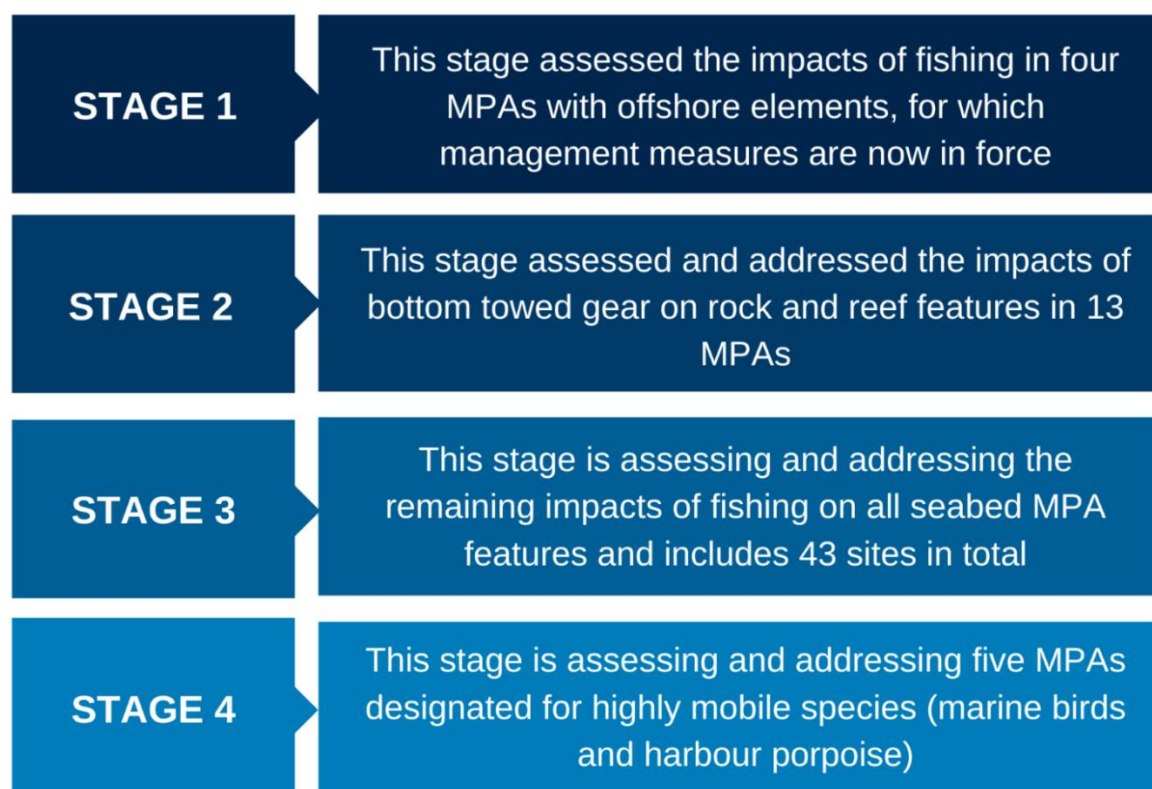 STAGE 1
This stage assessed the impacts of fishing in four
MPAs with offshore elements, for which
management measures are now in force
STAGE 2
This stage assessed and addressed the impacts of
bottom towed gear on rock and reef features in 13
MPAs
STAGE 3
This stage is assessing and addressing the
remaining impacts of fishing on all seabed MPA
features and includes 43 sites in total
STAGE 4
This stage is assessing and addressing five MPAs
designated for highly mobile species (marine birds
and harbour porpoise)